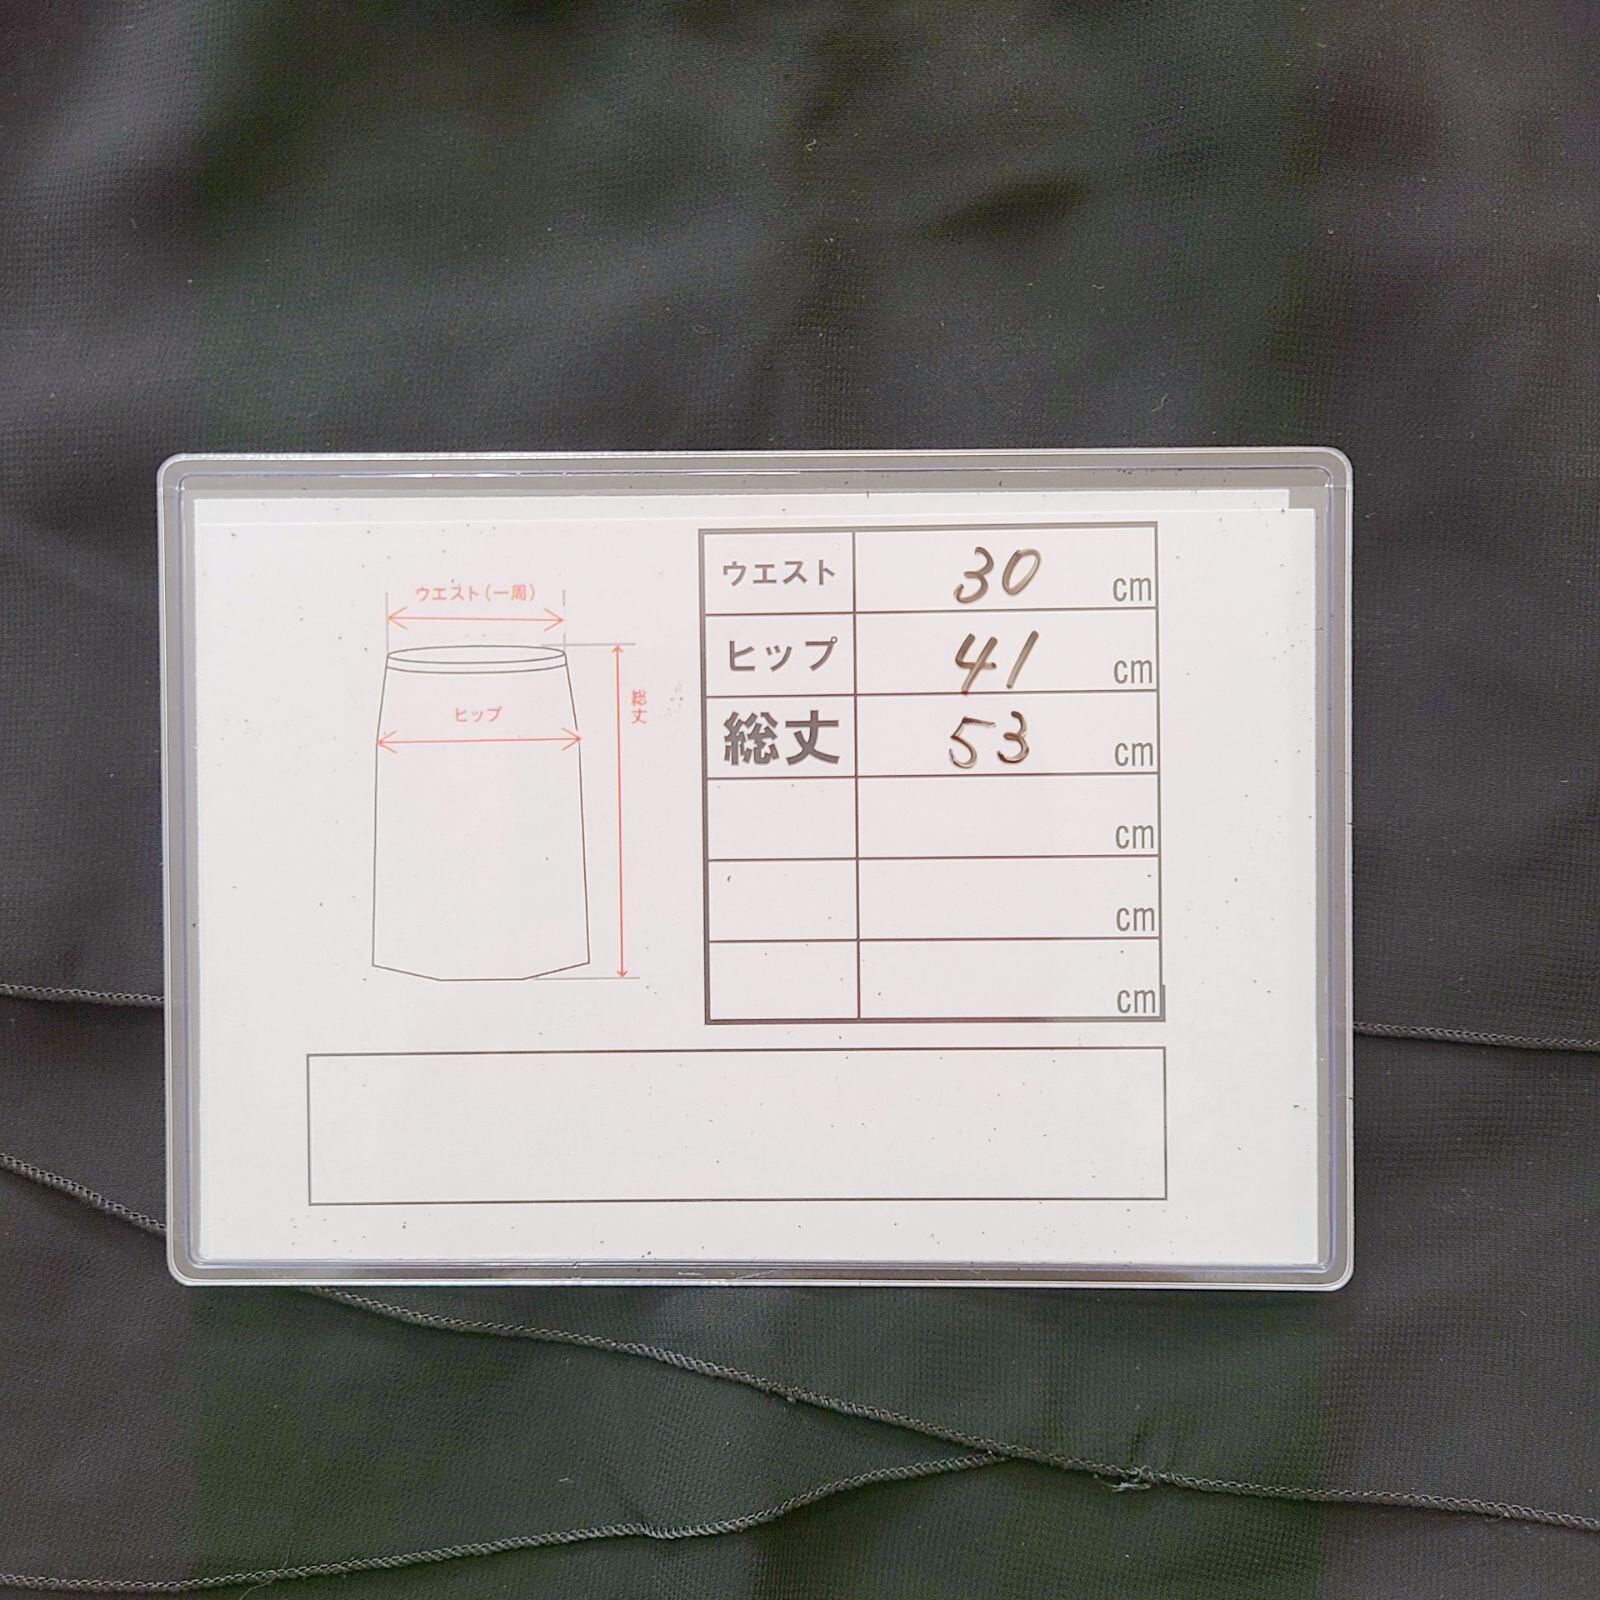 ウエスト(一周)
ヒップ
総丈
ウエスト 30 cm
ヒップ 41 cm
総丈 53 cm
cm
cm
cm